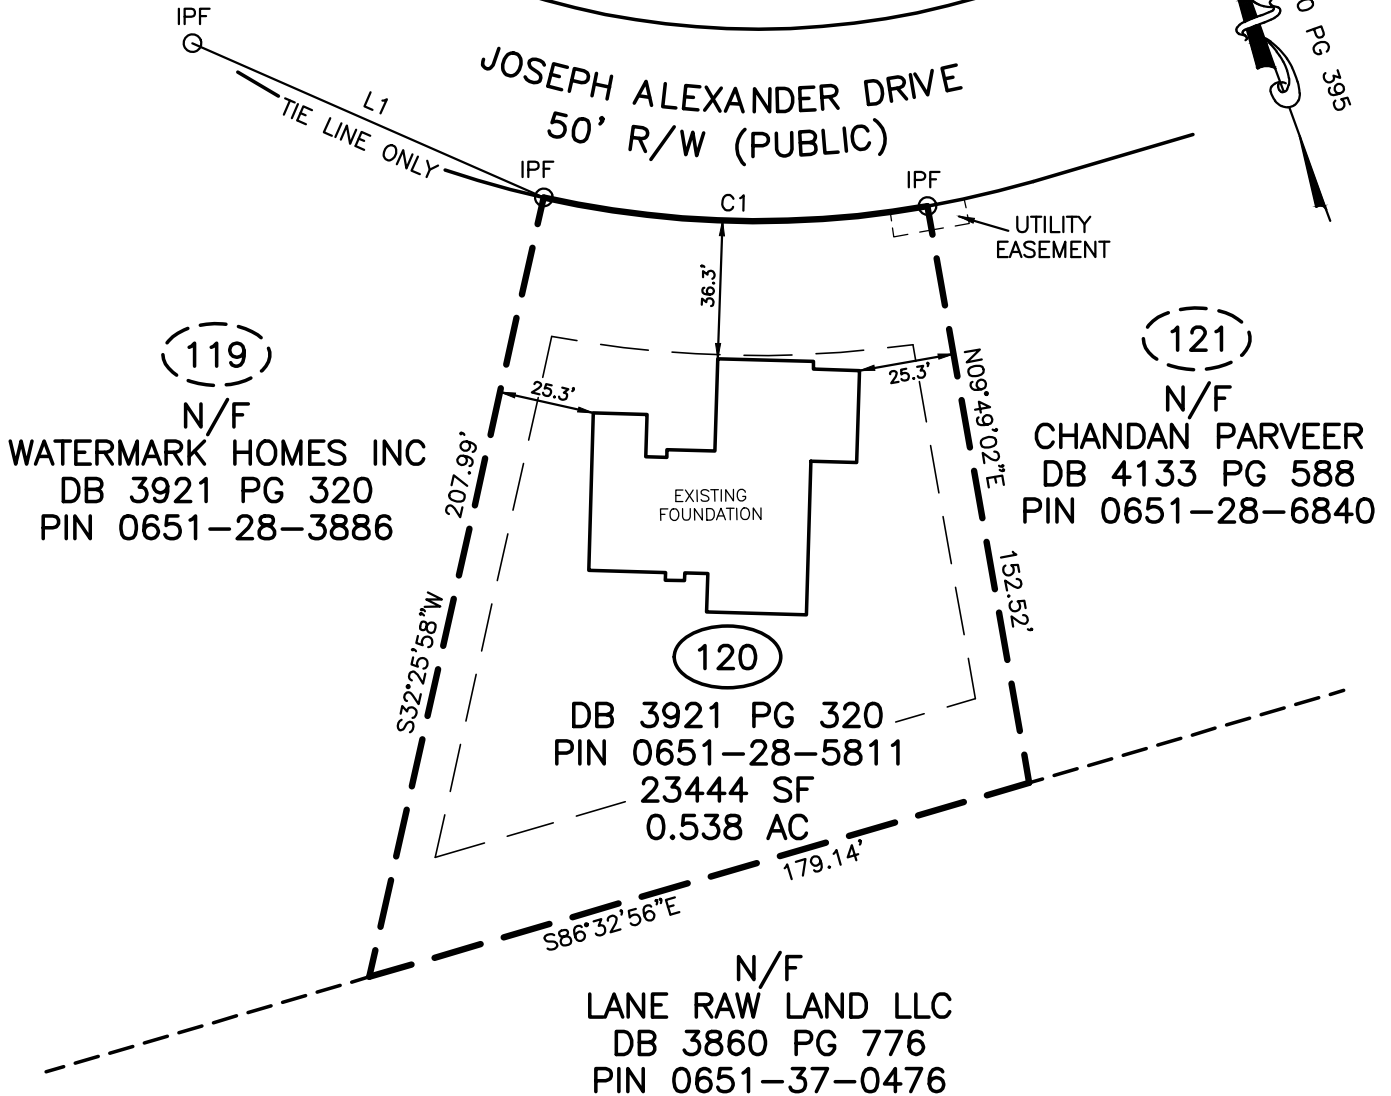 IPF
L1
TIE LINE ONLY
JOSEPH ALEXANDER DRIVE
50' R/W (PUBLIC)
0 PG 395
IPF
C1
IPF
UTILITY
EASEMENT
36.3'
119
N/F
WATERMARK HOMES INC
DB 3921 PG 320
PIN 0651-28-3886
25.3'
25.3'
121
N/F
CHANDAN PARVEER
DB 4133 PG 588
PIN 0651-28-6840
207.99'
S32°25'58"W
N09°49'02"E
152.52'
EXISTING
FOUNDATION
120
DB 3921 PG 320
PIN 0651-28-5811
23444 SF
0.538 AC
179.14'
S86°32'56"E
N/F
LANE RAW LAND LLC
DB 3860 PG 776
PIN 0651-37-0476